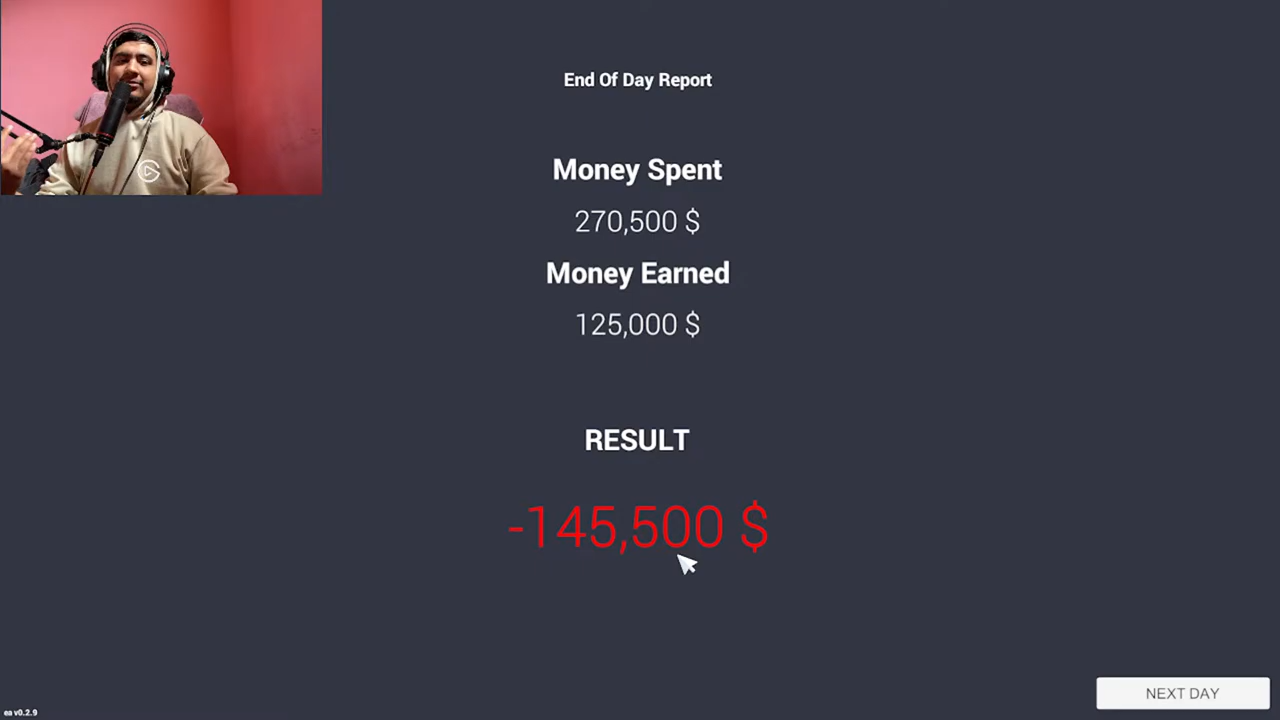 End Of Day Report
Money Spent
270,500 $
Money Earned
125,000 $
RESULT
-145,500 $
NEXT DAY
ea v0.2.9